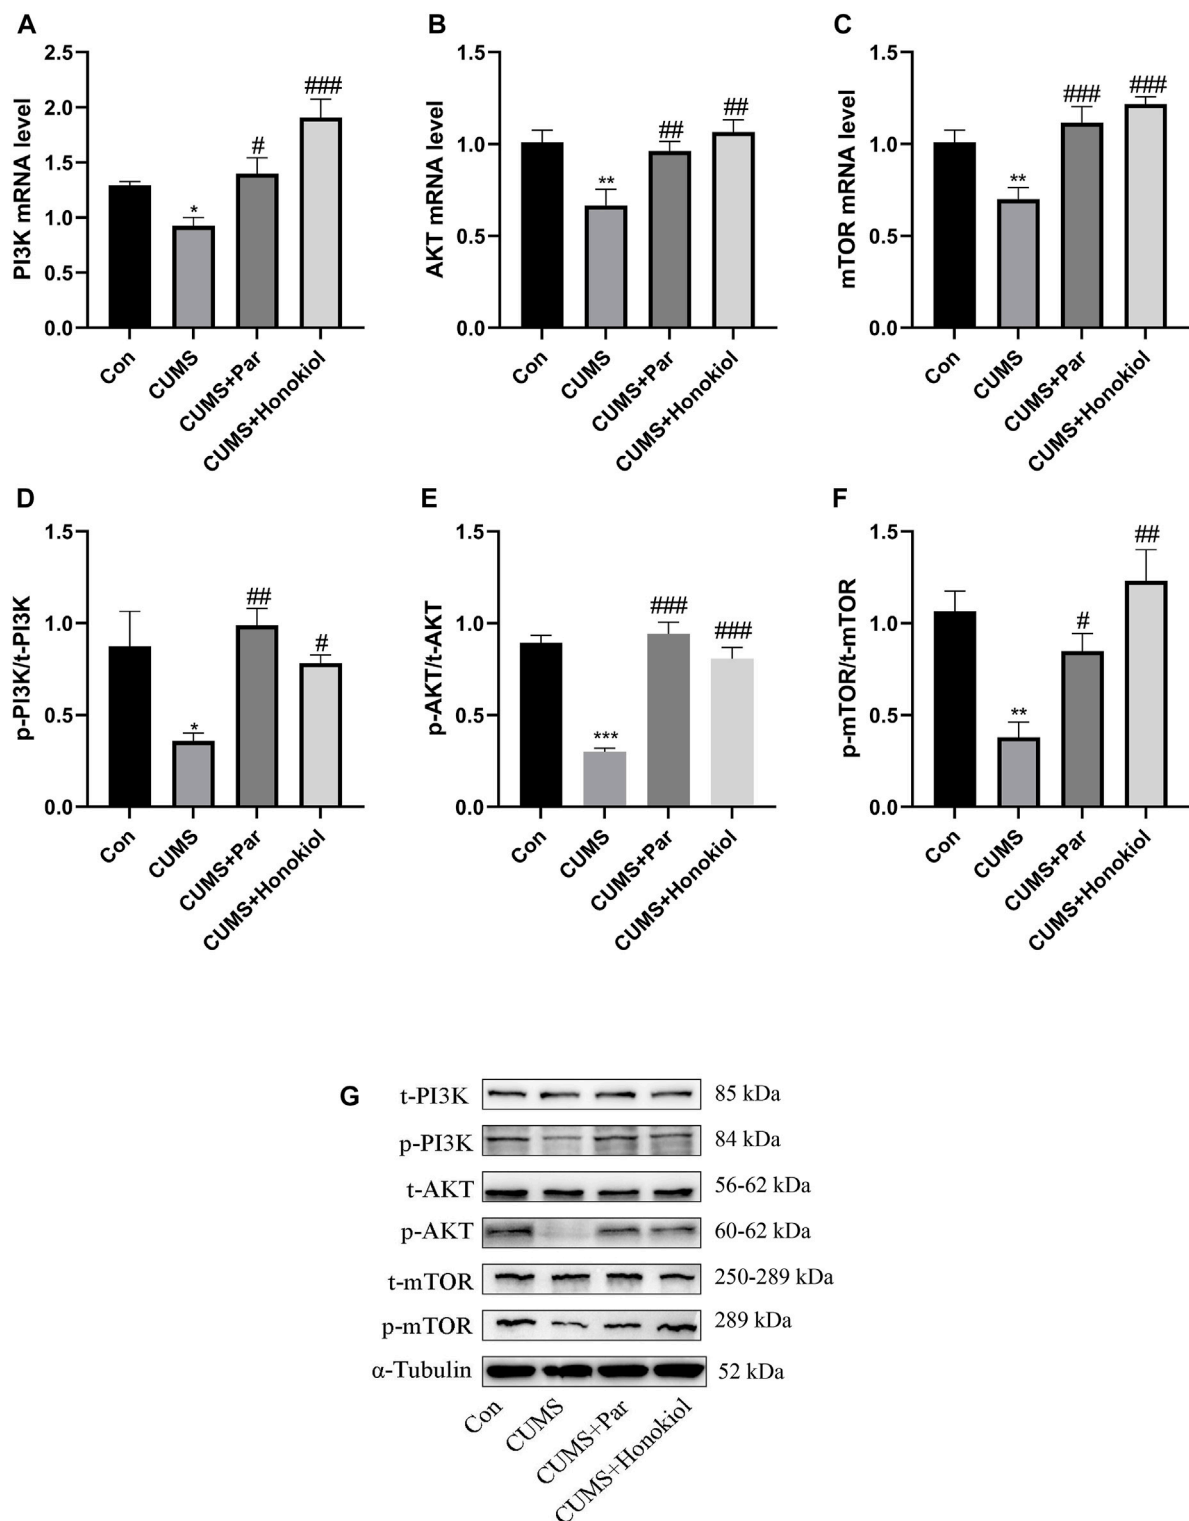 A
PI3K mRNA level
2.5
2.0
1.5
1.0
0.5
0.0
*
#
###
Con
CUMS
CUMS+Par
CUMS+Honokiol
B
AKT mRNA level
1.5
1.0
0.5
0.0
**
##
##
Con
CUMS
CUMS+Par
CUMS+Honokiol
C
mTOR mRNA level
1.5
1.0
0.5
0.0
**
###
###
Con
CUMS
CUMS+Par
CUMS+Honokiol
D
p-PI3K/t-PI3K
1.5
1.0
0.5
0.0
*
##
#
Con
CUMS
CUMS+Par
CUMS+Honokiol
E
p-AKT/t-AKT
1.5
1.0
0.5
0.0
***
###
###
Con
CUMS
CUMS+Par
CUMS+Honokiol
F
p-mTOR/t-mTOR
1.5
1.0
0.5
0.0
**
#
##
Con
CUMS
CUMS+Par
CUMS+Honokiol
G
t-PI3K 85 kDa
p-PI3K 84 kDa
t-AKT 56-62 kDa
p-AKT 60-62 kDa
t-mTOR 250-289 kDa
p-mTOR 289 kDa
α-Tubulin 52 kDa
Con
CUMS
CUMS+Par
CUMS+Honokiol